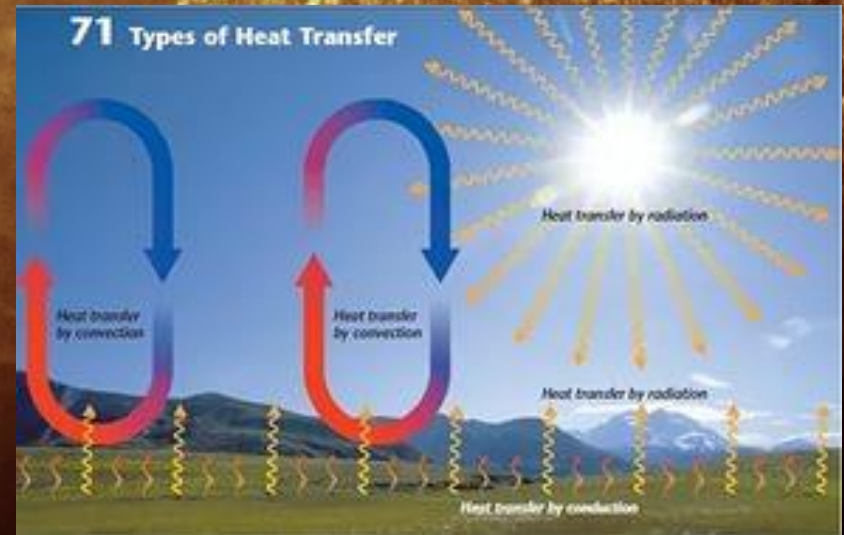 71 Types of Heat Transfer
Heat transfer by radiation
Heat transfer
by convection
Heat transfer
by convection
Heat transfer by radiation
Heat transfer by conduction